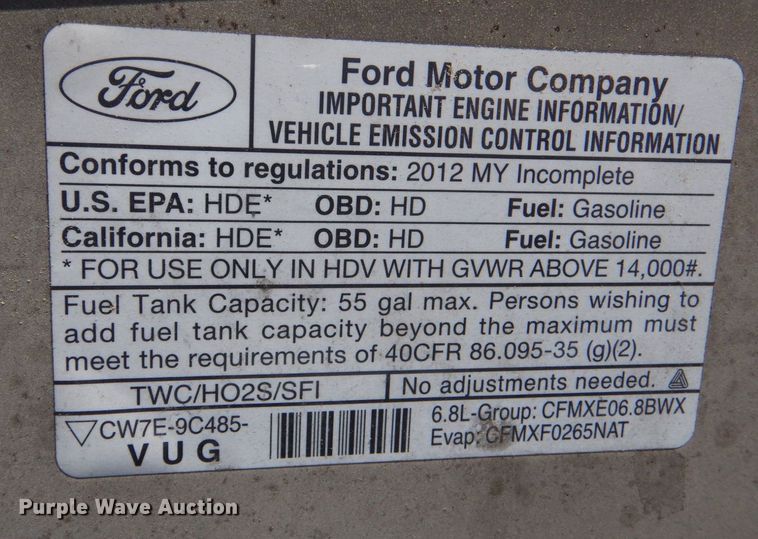 Ford
Ford Motor Company
IMPORTANT ENGINE INFORMATION/
VEHICLE EMISSION CONTROL INFORMATION
Conforms to regulations: 2012 MY Incomplete
U.S. EPA: HDE* OBD: HD Fuel: Gasoline
California: HDE* OBD: HD Fuel: Gasoline
* FOR USE ONLY IN HDV WITH GVWR ABOVE 14,000#.
Fuel Tank Capacity: 55 gal max. Persons wishing to
add fuel tank capacity beyond the maximum must
meet the requirements of 40CFR 86.095-35 (g)(2).
TWC/HO2S/SFI No adjustments needed.
CW7E-9C485- 6.8L-Group: CFMXE06.8BWX
VUG Evap: CFMXF0265NAT
Purple Wave Auction